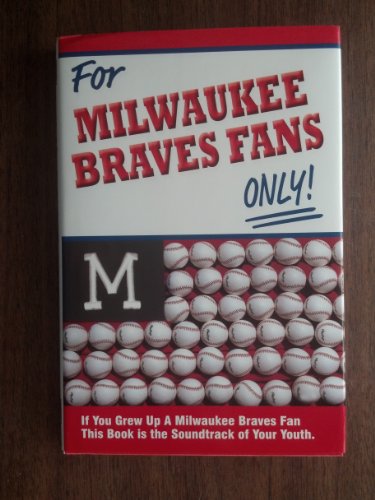 For
MILWAUKEE
BRAVES FANS
ONLY!
M
If You Grew Up A Milwaukee Braves Fan
This Book is the Soundtrack of Your Youth.